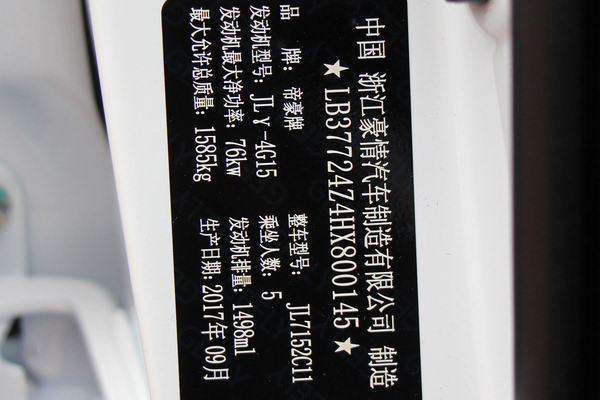 中国 浙江豪情汽车制造有限公司 制造
★LB37724Z4HX800145★
品 牌：帝豪牌 整车型号：JL7152C11
发动机型号：JLγ-4G15 乘坐人数：5
发动机最大净功率：76kw 发动机排量：1498ml
最大允许总质量：1585kg 生产日期：2017年 09月